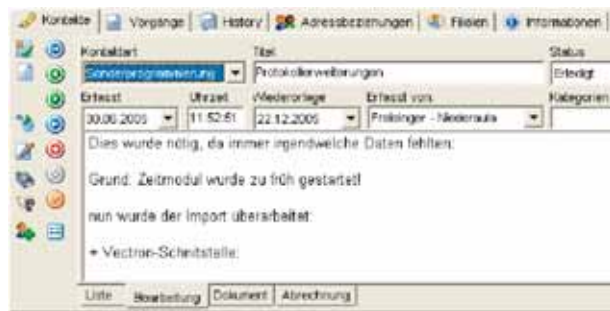 Kontakte Vorgänge History Adressbeziehungen Filialen Informationen
Kontaktart Titel Status
Sonderprogrammierung Protokollerweiterungen Erledigt
Erfasst Uhrzeit Wiedervorlage Erfasst von Kategorien
30.06.2005 11:52:51 22.12.2005 Freisinger - Niederaula
Dies wurde nötig, da immer irgendwelche Daten fehlten:
Grund: Zeitmodul wurde zu früh gestartet!
nun wurde der Import überarbeitet:
+ Vectron-Schnitstelle:
Liste Bearbeitung Dokument Abrechnung